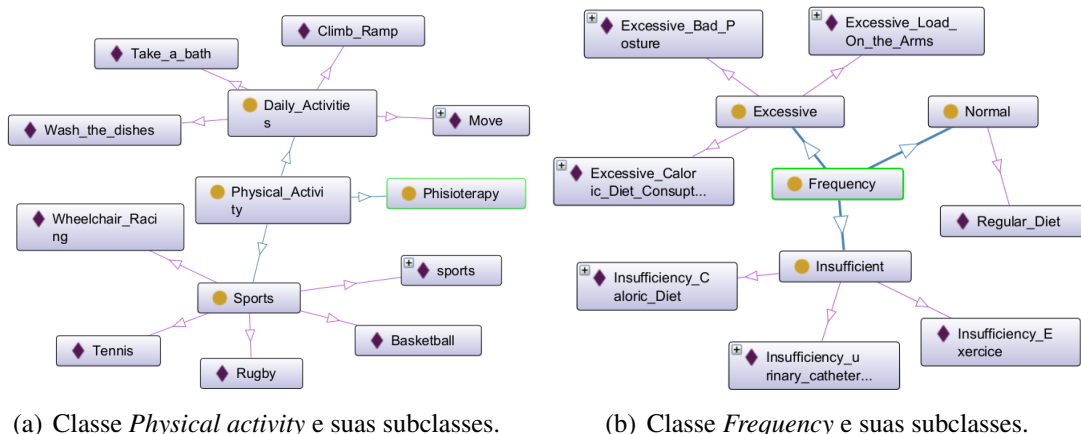 Climb_Ramp
Take_a_bath
Daily_Activitie
s
Wash_the_dishes
Move
Physical_Activi
ty
Phisioterapy
Wheelchair_Raci
ng
sports
Sports
Tennis
Basketball
Rugby
(a) Classe Physical activity e suas subclasses.
Excessive_Bad_P
osture
Excessive_Load_
On_the_Arms
Excessive
Normal
Excessive_Calor
ic_Diet_Consupt...
Frequency
Regular_Diet
Insufficient
Insufficiency_C
aloric_Diet
Insufficiency_E
xercice
Insufficiency_u
rinary_catheter...
(b) Classe Frequency e suas subclasses.